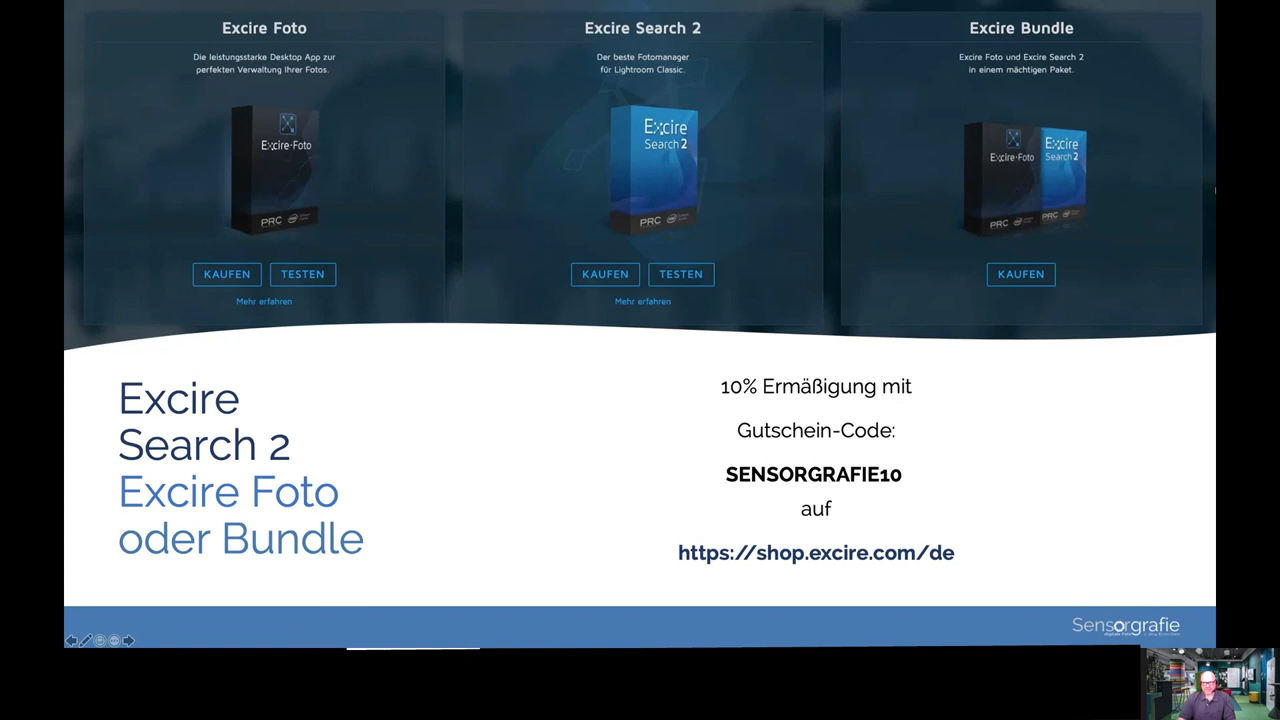 Excire Foto
Die leistungsstarke Desktop App zur
perfekten Verwaltung Ihrer Fotos.
Excire·Foto
PRC
KAUFEN
TESTEN
Mehr erfahren
Excire Search 2
Der beste Fotomanager
für Lightroom Classic.
Excire
Search 2
PRC
KAUFEN
TESTEN
Mehr erfahren
Excire Bundle
Excire Foto und Excire Search 2
in einem mächtigen Paket.
Excire·Foto
PRC
Excire
Search 2
PRC
KAUFEN
Excire
Search 2
Excire Foto
oder Bundle
10% Ermäßigung mit
Gutschein-Code:
SENSORGRAFIE10
auf
https://shop.excire.com/de
Sensorgrafie